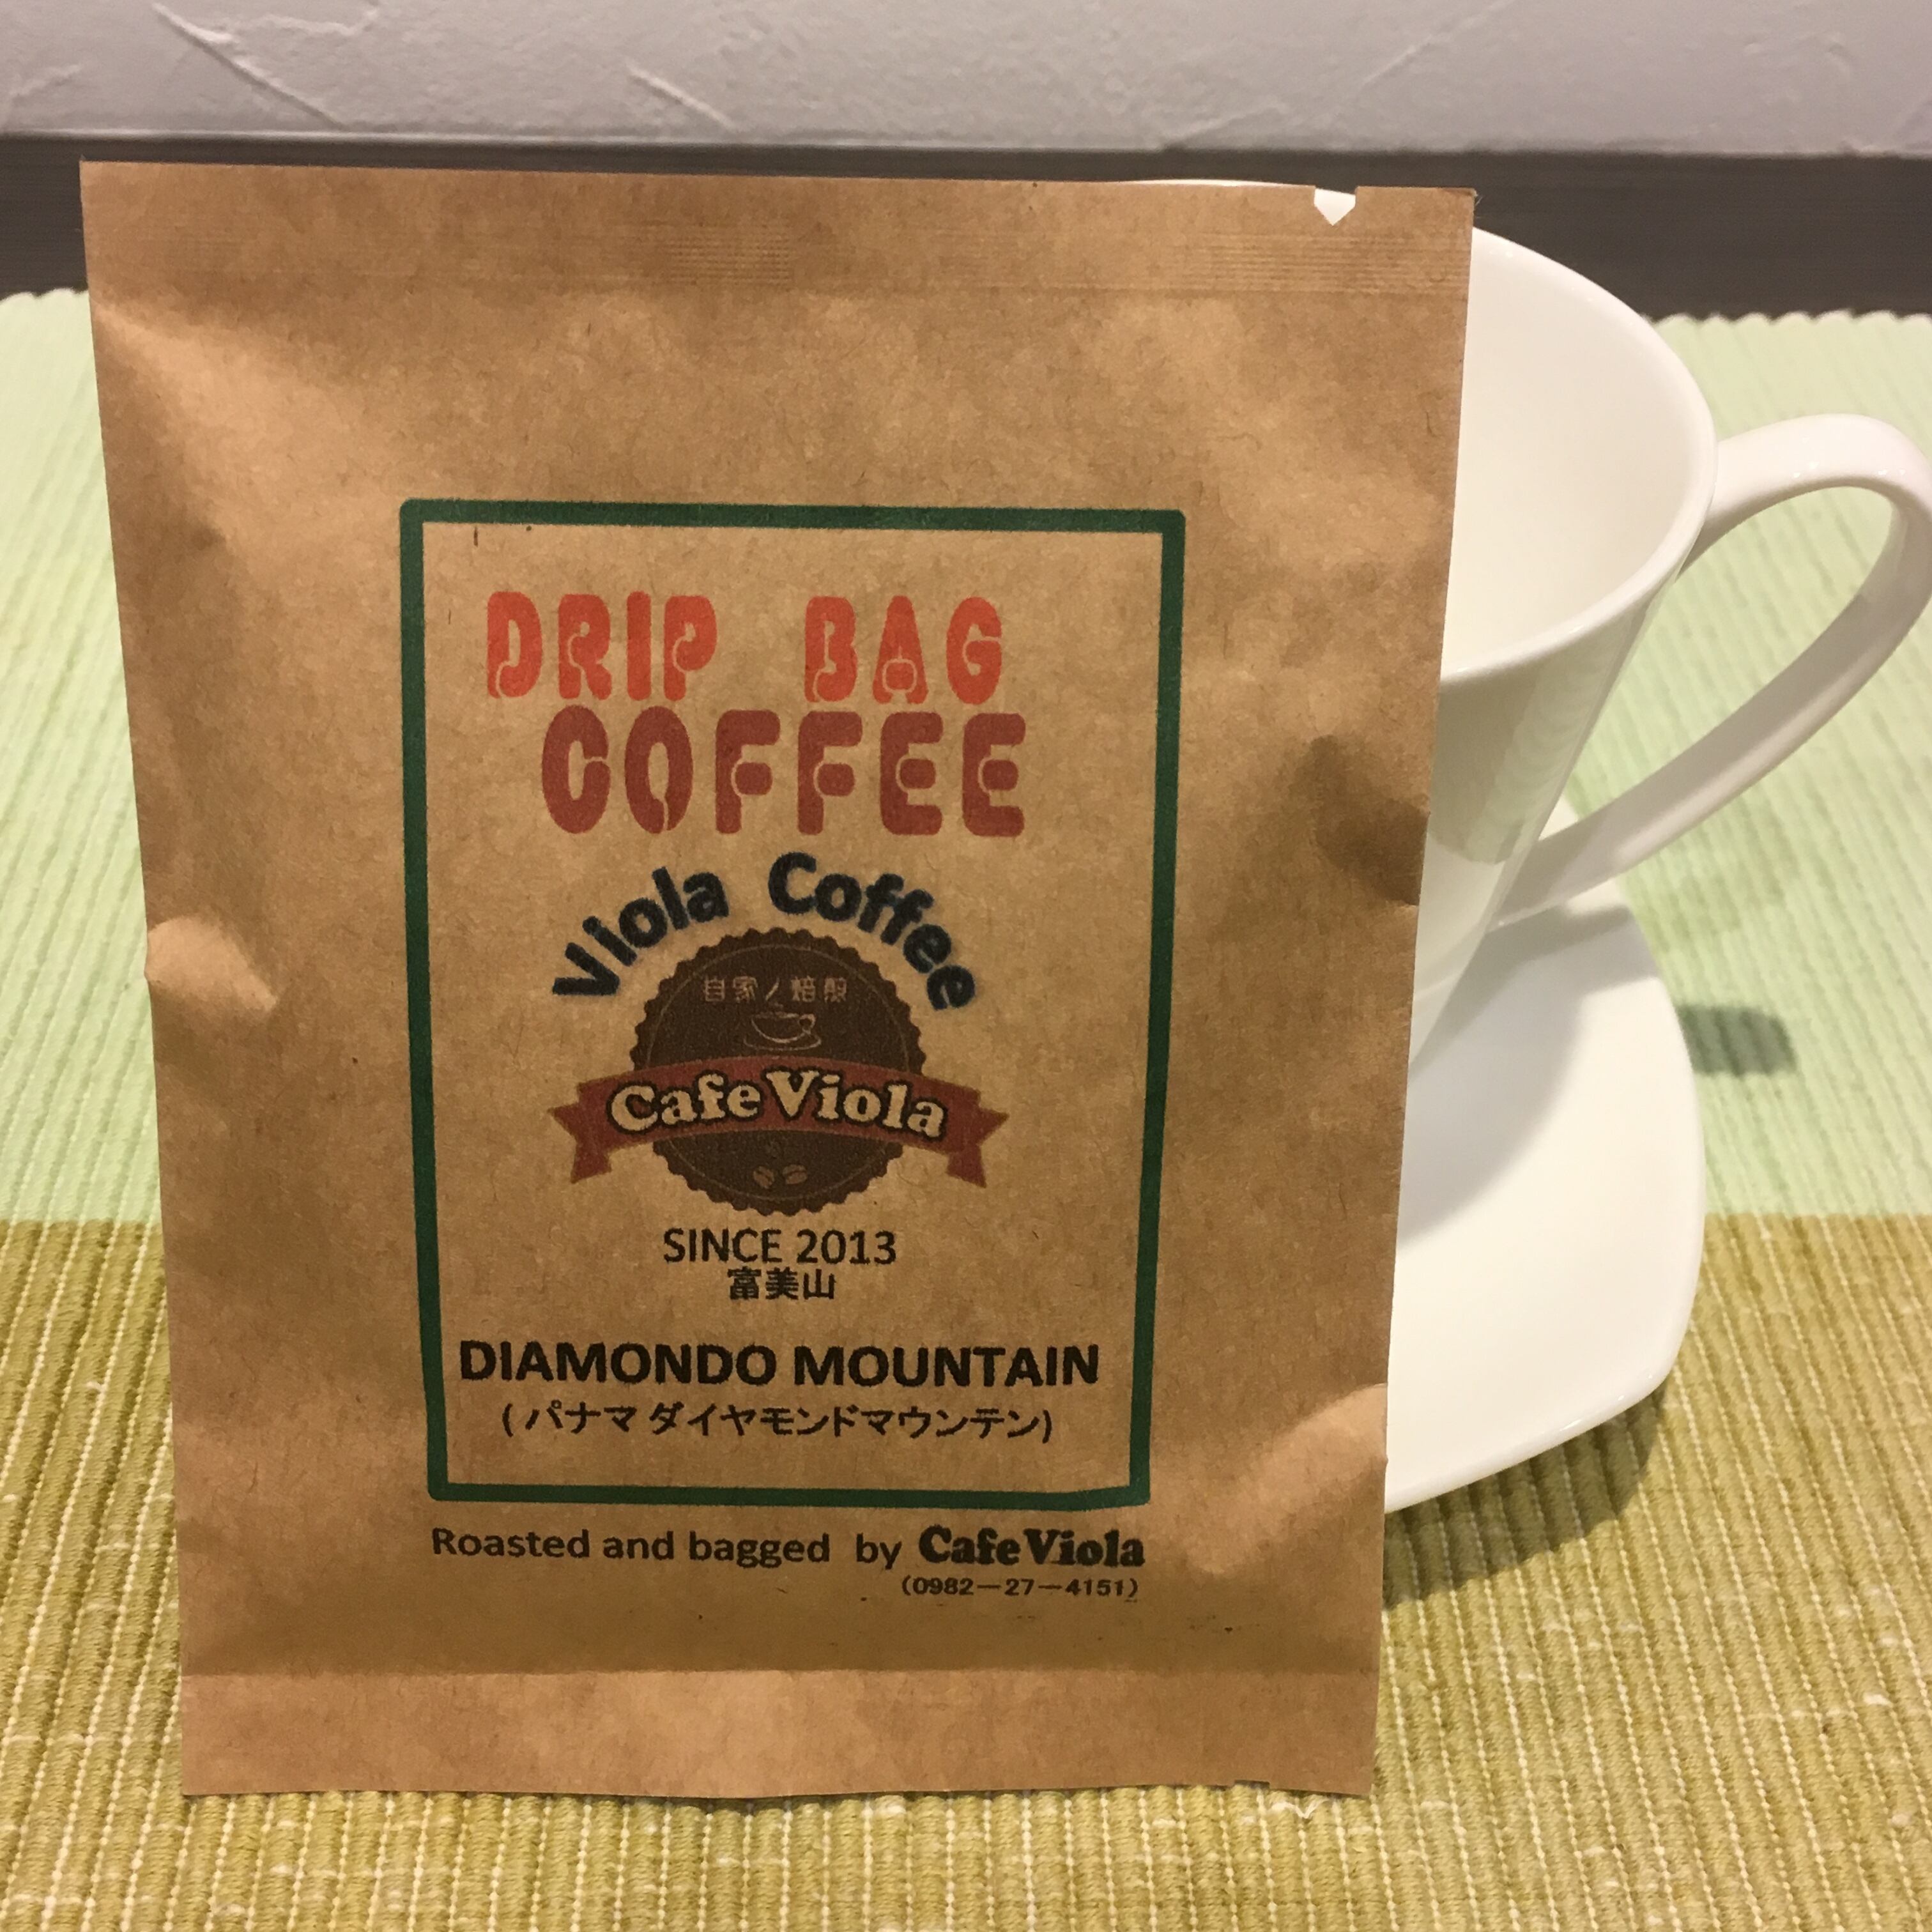 DRIP BAG
COFFEE
Viola Coffee
自家ノ焙煎
Cafe Viola
SINCE 2013
富美山
DIAMONDO MOUNTAIN
(パナマ ダイヤモンドマウンテン)
Roasted and bagged by Cafe Viola
(0982-27-4151)